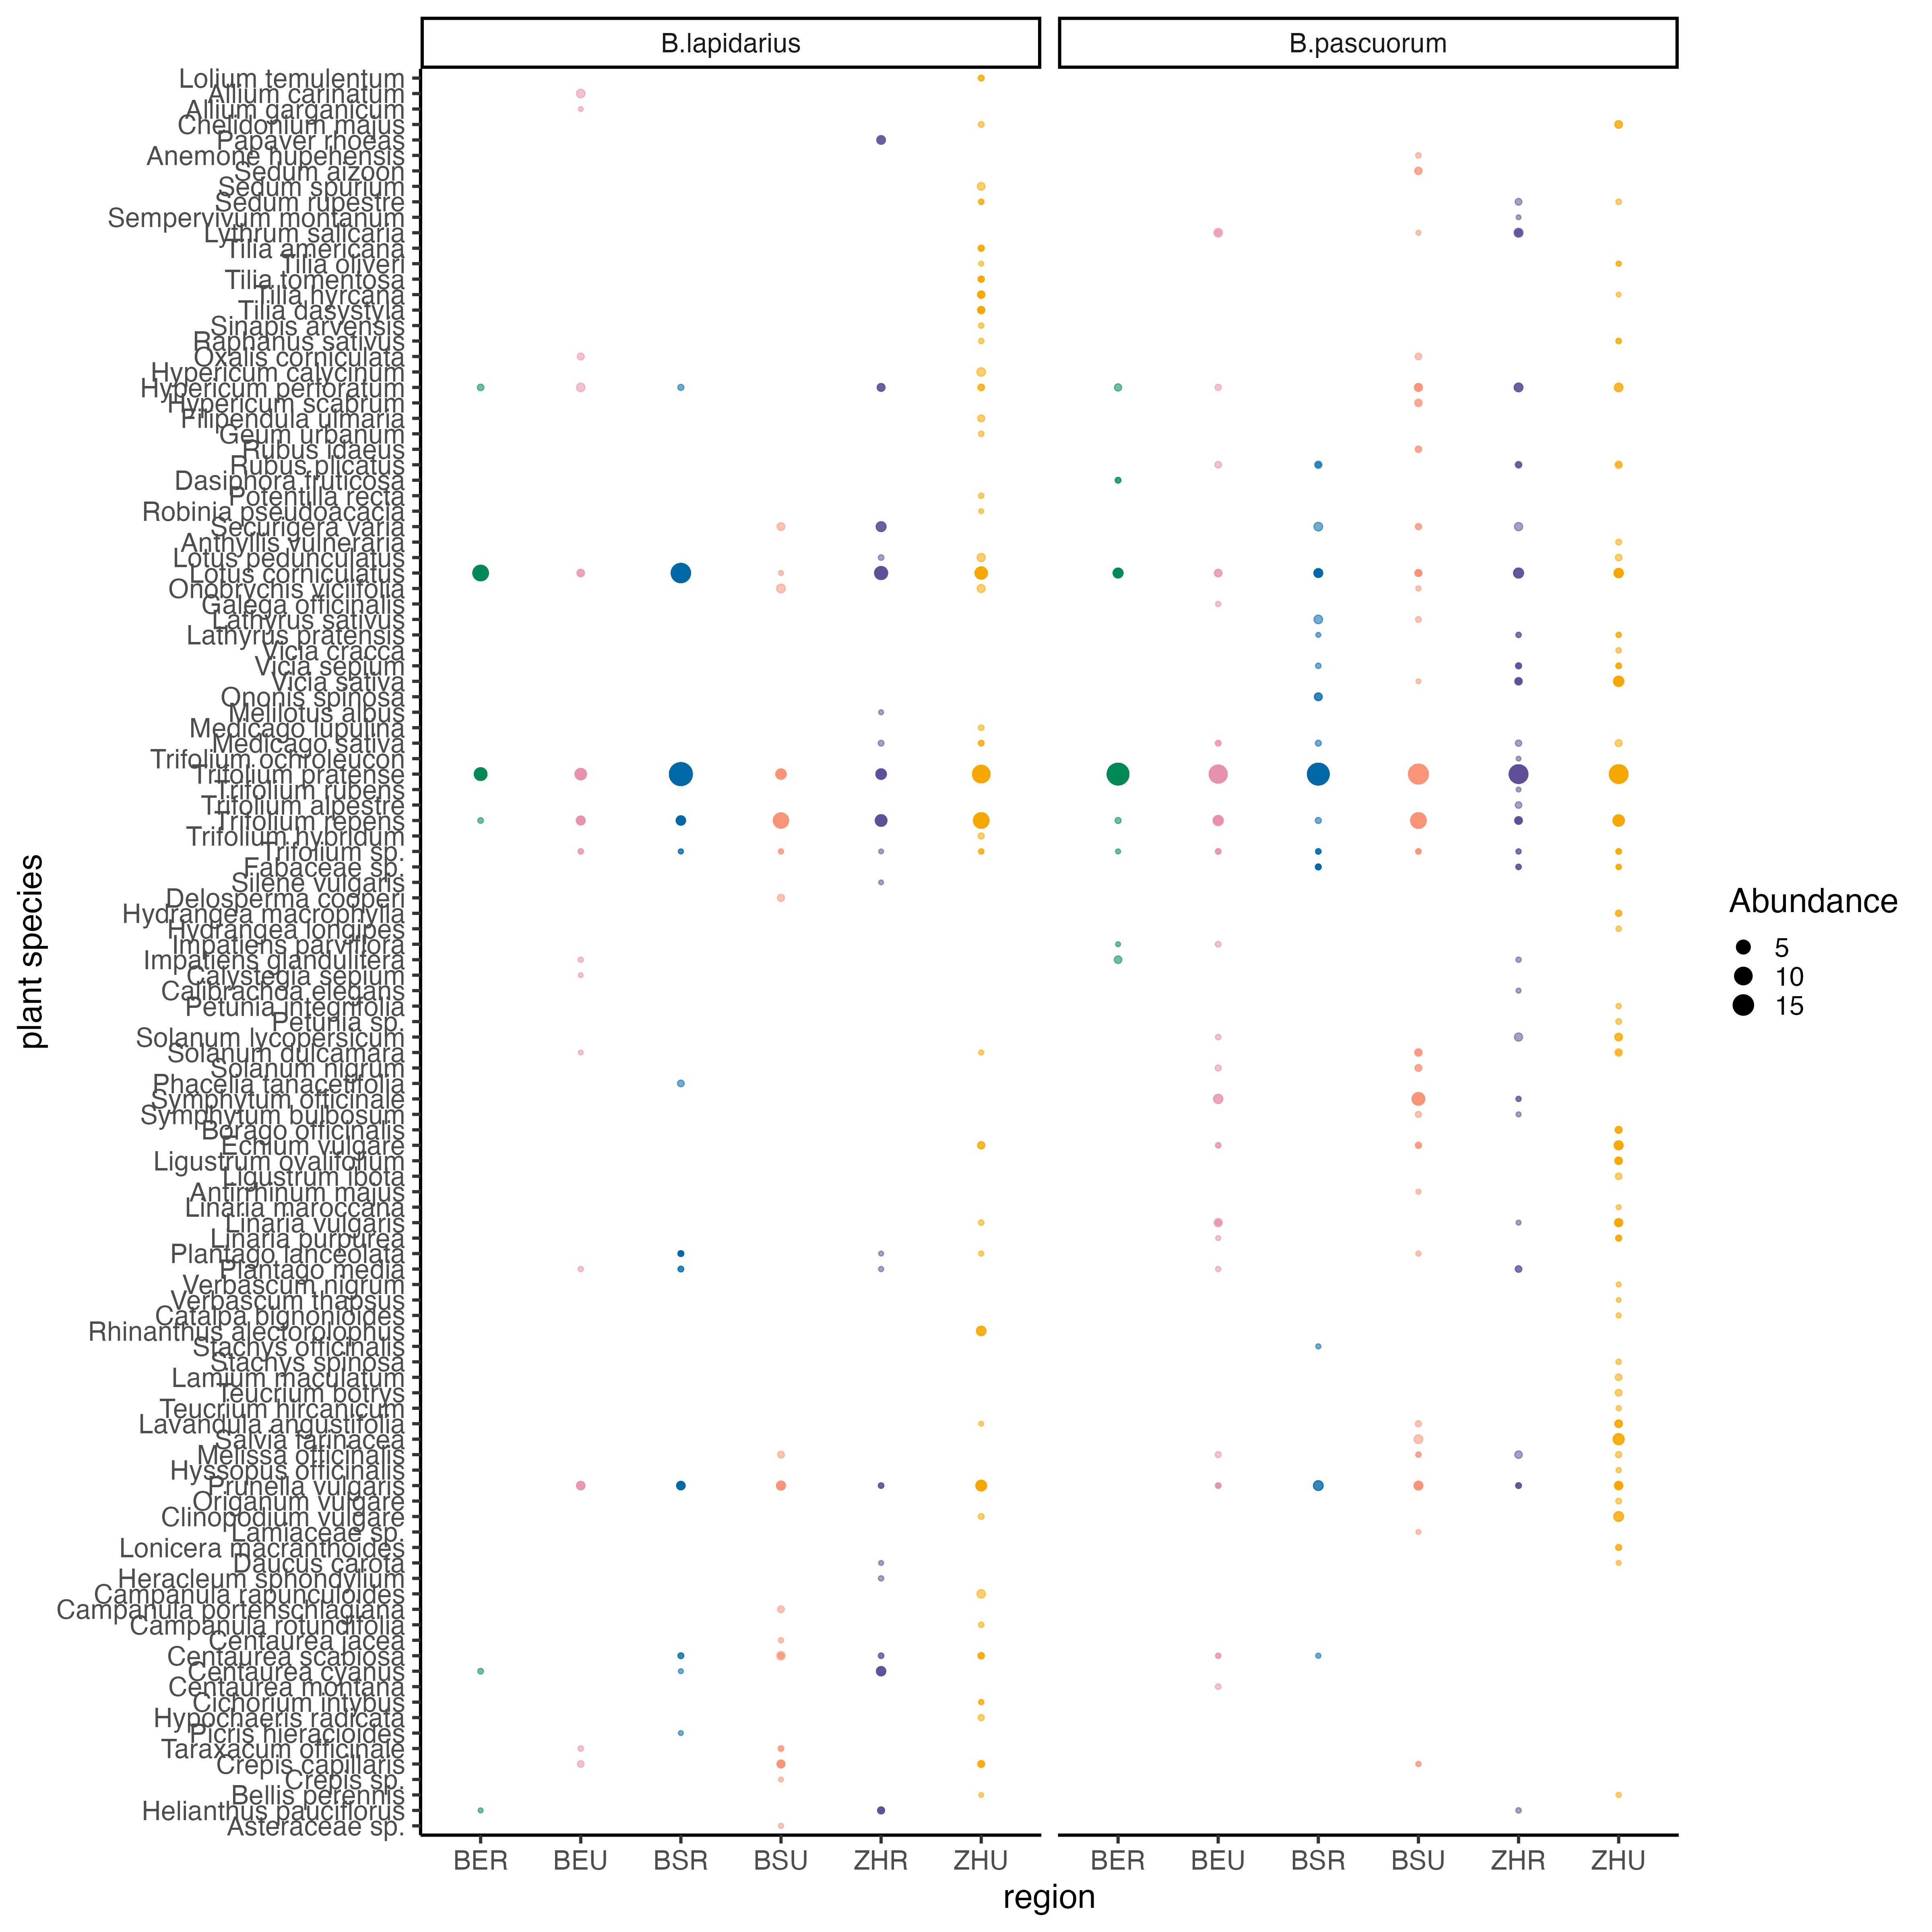 B.lapidarius
B.pascuorum
Lolium temulentum
Allium carinatum
Allium garganicum
Chelidonium majus
Papaver rhoeas
Anemone hupehensis
Sedum aizoon
Sedum spurium
Sedum rupestre
Sempervivum montanum
Lythrum salicaria
Tilia americana
Tilia oliveri
Tilia tomentosa
Tilia hyrcana
Tilia dasystyla
Sinapis arvensis
Raphanus sativus
Oxalis corniculata
Hypericum calycinum
Hypericum perforatum
Hypericum scabrum
Filipendula ulmaria
Geum urbanum
Rubus idaeus
Rubus plicatus
Dasiphora fruticosa
Potentilla recta
Robinia pseudoacacia
Securigera varia
Anthyllis vulneraria
Lotus pedunculatus
Lotus corniculatus
Onobrychis viciifolia
Galega officinalis
Lathyrus sativus
Lathyrus pratensis
Vicia cracca
Vicia sepium
Vicia sativa
Ononis spinosa
Melilotus albus
Medicago lupulina
Medicago sativa
Trifolium ochroleucon
Trifolium pratense
Trifolium rubens
Trifolium alpestre
Trifolium repens
Trifolium hybridum
Trifolium sp.
Fabaceae sp.
Silene vulgaris
Delosperma cooperi
Hydrangea macrophylla
Hydrangea longipes
Impatiens parviflora
Impatiens glandulifera
Calystegia sepium
Calibrachoa elegans
Petunia integrifolia
Petunia sp.
Solanum lycopersicum
Solanum dulcamara
Solanum nigrum
Phacelia tanacetifolia
Symphytum officinale
Symphytum bulbosum
Borago officinalis
Echium vulgare
Ligustrum ovalifolium
Ligustrum ibota
Antirrhinum majus
Linaria maroccana
Linaria vulgaris
Linaria purpurea
Plantago lanceolata
Plantago media
Verbascum nigrum
Verbascum thapsus
Catalpa bignonioides
Rhinanthus alectorolophus
Stachys officinalis
Stachys spinosa
Lamium maculatum
Teucrium botrys
Teucrium hircanicum
Lavandula angustifolia
Salvia farinacea
Melissa officinalis
Hyssopus officinalis
Prunella vulgaris
Origanum vulgare
Clinopodium vulgare
Lamiaceae sp.
Lonicera macranthoides
Daucus carota
Heracleum sphondylium
Campanula rapunculoides
Campanula portenschlagiana
Campanula rotundifolia
Centaurea jacea
Centaurea scabiosa
Centaurea cyanus
Centaurea montana
Cichorium intybus
Hypochaeris radicata
Picris hieracioides
Taraxacum officinale
Crepis capillaris
Crepis sp.
Bellis perennis
Helianthus pauciflorus
Asteraceae sp.
plant species
BER BEU BSR BSU ZHR ZHU
BER BEU BSR BSU ZHR ZHU
region
Abundance
5
10
15